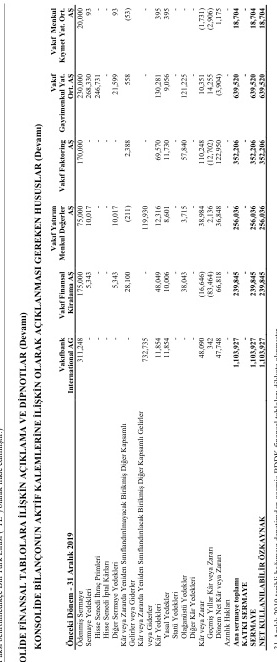 OLİDE FİNANSAL TABLOLARA İLİŞKİN AÇIKLAMA VE DİPNOTLAR (Devamı)
KONSOLİDE BİLANÇONUN AKTİF KALEMLERİNE İLİŞKİN OLARAK AÇIKLANMASI GEREKEN HUSUSLAR (Devamı)
Önceki Dönem - 31 Aralık 2019 Vakıfbank International AG Vakıf Finansal Kiralama AŞ Vakıf Yatırım Menkul Değerler AŞ Vakıf Faktoring AŞ Vakıf Gayrimenkul Yat. Ort. AŞ Vakıf Menkul Kıymet Yat. Ort. AŞ
Ödenmiş Sermaye 311,248 175,000 75,000 170,000 230,000 20,000
Sermaye Yedekleri - 5,343 10,017 - 268,330 93
Hisse Senedi İhraç Primleri - - - - 246,731 -
Hisse Senedi İptal Kârları - - - - - -
Diğer Sermaye Yedekleri - 5,343 10,017 - 21,599 93
Kâr veya Zararda Yeniden Sınıflandırılmayacak Birikmiş Diğer Kapsamlı
Gelirler veya Giderler - 28,100 (211) 2,388 558 (53)
Kâr veya Zararda Yeniden Sınıflandırılacak Birikmiş Diğer Kapsamlı Gelirler
veya Giderler 732,735 - 119,930 - - -
Kâr Yedekleri 11,854 48,049 12,316 69,570 130,281 395
Yasal Yedekler 11,854 10,006 8,601 11,730 9,056 395
Statü Yedekleri - - - - - -
Olağanüstü Yedekler - 38,043 3,715 57,840 121,225 -
Diğer Kâr Yedekleri - - - - - -
Kâr veya Zarar 48,090 (16,646) 38,984 110,248 10,351 (1,731)
Geçmiş Yıllar Kâr veya Zararı 342 (83,464) 2,136 (12,702) 14,255 (2,906)
Dönem Net Kâr veya Zararı 47,748 66,818 36,848 122,950 (3,904) 1,175
Azınlık Hakları - - - - - -
Ana sermaye toplamı 1,103,927 239,845 256,036 352,206 639,520 18,704
KATKI SERMAYE - - - - - -
SERMAYE 1,103,927 239,845 256,036 352,206 639,520 18,704
NET KULLANILABİLİR ÖZKAYNAK 1,103,927 239,845 256,036 352,206 639,520 18,704